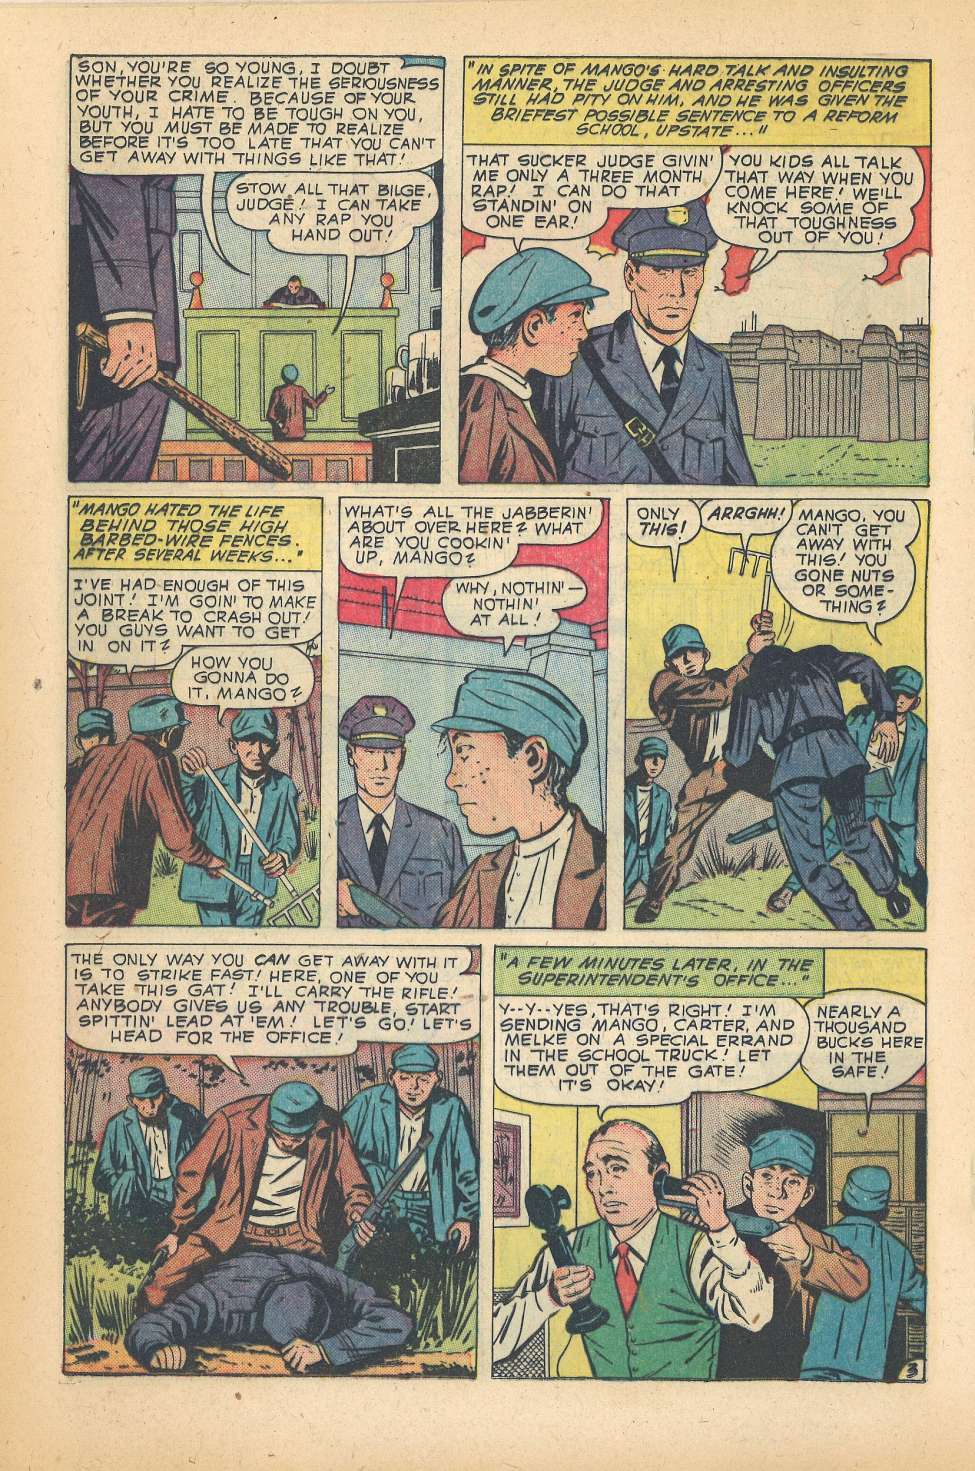 SON, YOU'RE SO YOUNG, I DOUBT
WHETHER YOU REALIZE THE SERIOUSNESS
OF YOUR CRIME. BECAUSE OF YOUR
YOUTH, I HATE TO BE TOUGH ON YOU,
BUT YOU MUST BE MADE TO REALIZE
BEFORE IT'S TOO LATE THAT YOU CAN'T
GET AWAY WITH THINGS LIKE THAT!
STOW ALL THAT BILGE,
JUDGE! I CAN TAKE
ANY RAP YOU
HAND OUT!
"IN SPITE OF MANGO'S HARD TALK AND INSULTING
MANNER, THE JUDGE AND ARRESTING OFFICERS
STILL HAD PITY ON HIM, AND HE WAS GIVEN THE
BRIEFEST POSSIBLE SENTENCE TO A REFORM
SCHOOL, UPSTATE..."
THAT SUCKER JUDGE GIVIN'
ME ONLY A THREE MONTH
RAP! I CAN DO THAT
STANDIN' ON
ONE EAR!
YOU KIDS ALL TALK
THAT WAY WHEN YOU
COME HERE! WE'LL
KNOCK SOME OF
THAT TOUGHNESS
OUT OF YOU!
"MANGO HATED THE LIFE
BEHIND THOSE HIGH
BARBED-WIRE FENCES.
AFTER SEVERAL WEEKS..."
I'VE HAD ENOUGH OF THIS
JOINT! I'M GOIN' TO MAKE
A BREAK TO CRASH OUT!
YOU GUYS WANT TO GET
IN ON IT?
HOW YOU
GONNA DO
IT, MANGO?
WHAT'S ALL THE JABBERIN'
ABOUT OVER HERE? WHAT
ARE YOU COOKIN'
UP, MANGO?
WHY, NOTHIN'—
NOTHIN'
AT ALL!
ONLY
THIS!
ARRGHH!
MANGO, YOU
CAN'T GET
AWAY WITH
THIS! YOU
GONE NUTS
OR SOME-
THING?
THE ONLY WAY YOU CAN GET AWAY WITH IT
IS TO STRIKE FAST! HERE, ONE OF YOU
TAKE THIS GAT! I'LL CARRY THE RIFLE!
ANYBODY GIVES US ANY TROUBLE, START
SPITTIN' LEAD AT 'EM! LET'S GO! LET'S
HEAD FOR THE OFFICE!
"A FEW MINUTES LATER, IN THE
SUPERINTENDENT'S OFFICE..."
Y--Y--YES, THAT'S RIGHT! I'M
SENDING MANGO, CARTER, AND
MELKE ON A SPECIAL ERRAND
IN THE SCHOOL TRUCK! LET
THEM OUT OF THE GATE!
IT'S OKAY!
NEARLY A
THOUSAND
BUCKS HERE
IN THE
SAFE!
3